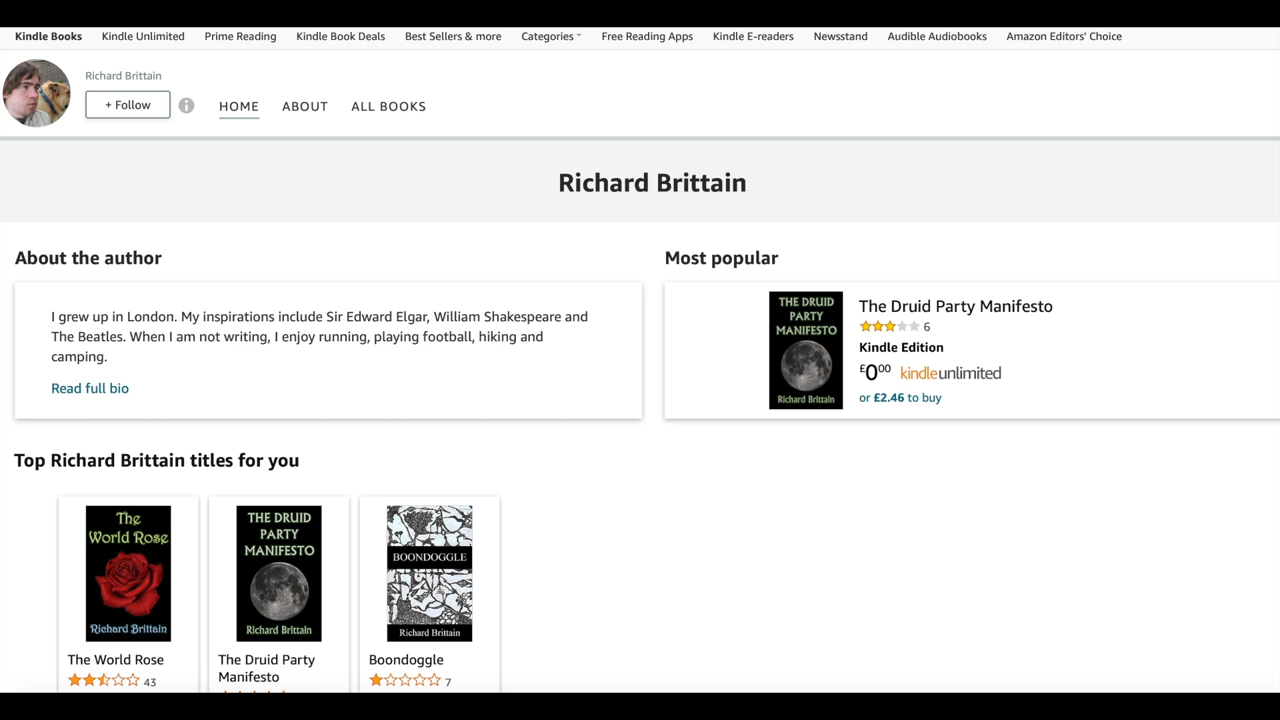 Kindle Books Kindle Unlimited Prime Reading Kindle Book Deals Best Sellers & more Categories Free Reading Apps Kindle E-readers Newsstand Audible Audiobooks Amazon Editors' Choice
Richard Brittain
+ Follow
HOME ABOUT ALL BOOKS
Richard Brittain
About the author
I grew up in London. My inspirations include Sir Edward Elgar, William Shakespeare and
The Beatles. When I am not writing, I enjoy running, playing football, hiking and
camping.
Read full bio
Most popular
THE DRUID
PARTY
MANIFESTO
Richard Brittain
The Druid Party Manifesto
6
Kindle Edition
£000 kindleunlimited
or £2.46 to buy
Top Richard Brittain titles for you
The
World Rose
Richard Brittain
The World Rose
43
THE DRUID
PARTY
MANIFESTO
Richard Brittain
The Druid Party
Manifesto
BOONDOGGLE
Richard Brittain
Boondoggle
7